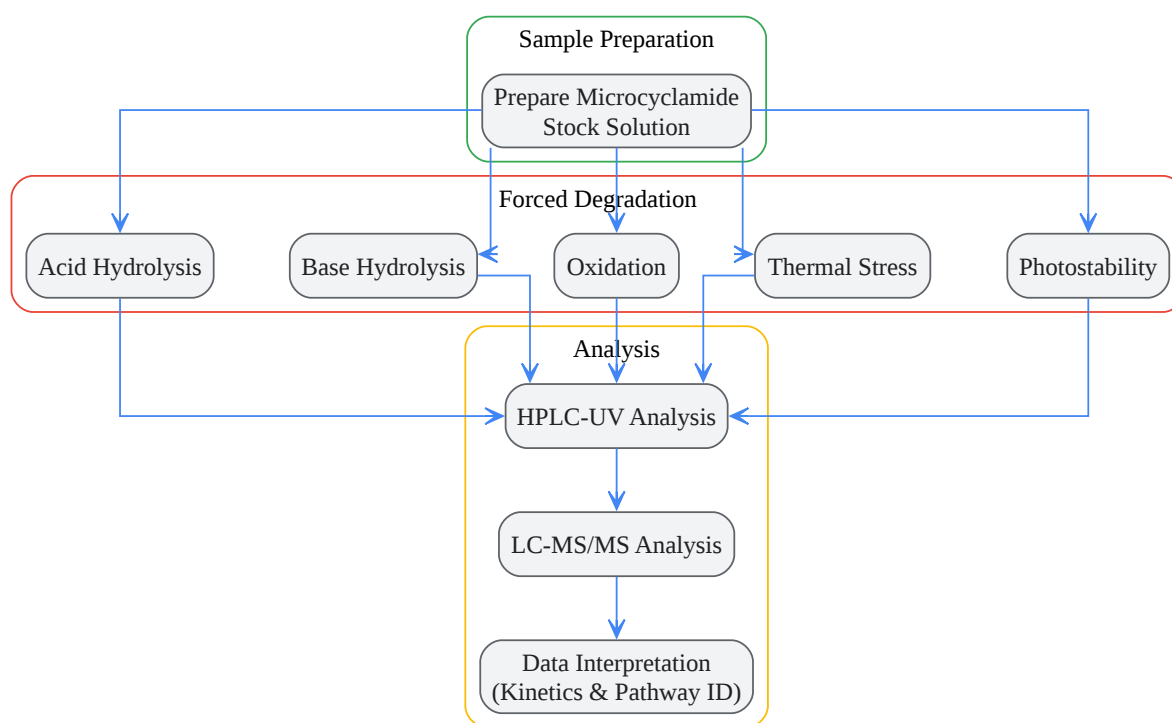 Sample Preparation
Prepare Microcyclamide
Stock Solution
Forced Degradation
Acid Hydrolysis
Base Hydrolysis
Oxidation
Thermal Stress
Photostability
Analysis
HPLC-UV Analysis
LC-MS/MS Analysis
Data Interpretation
(Kinetics & Pathway ID)